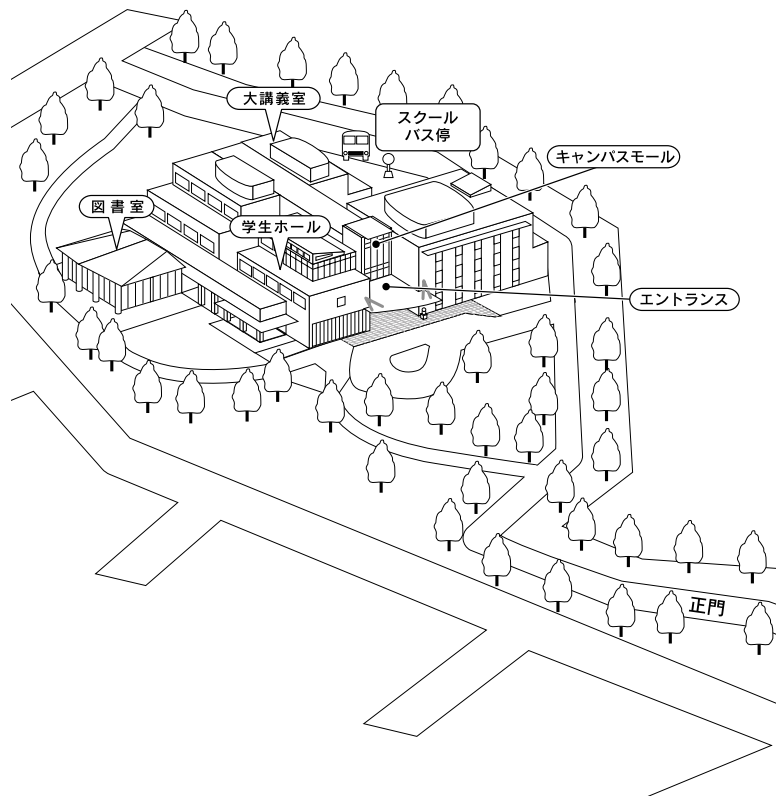 大講義室
スクール
バス停
キャンパスモール
図書室
学生ホール
エントランス
正門